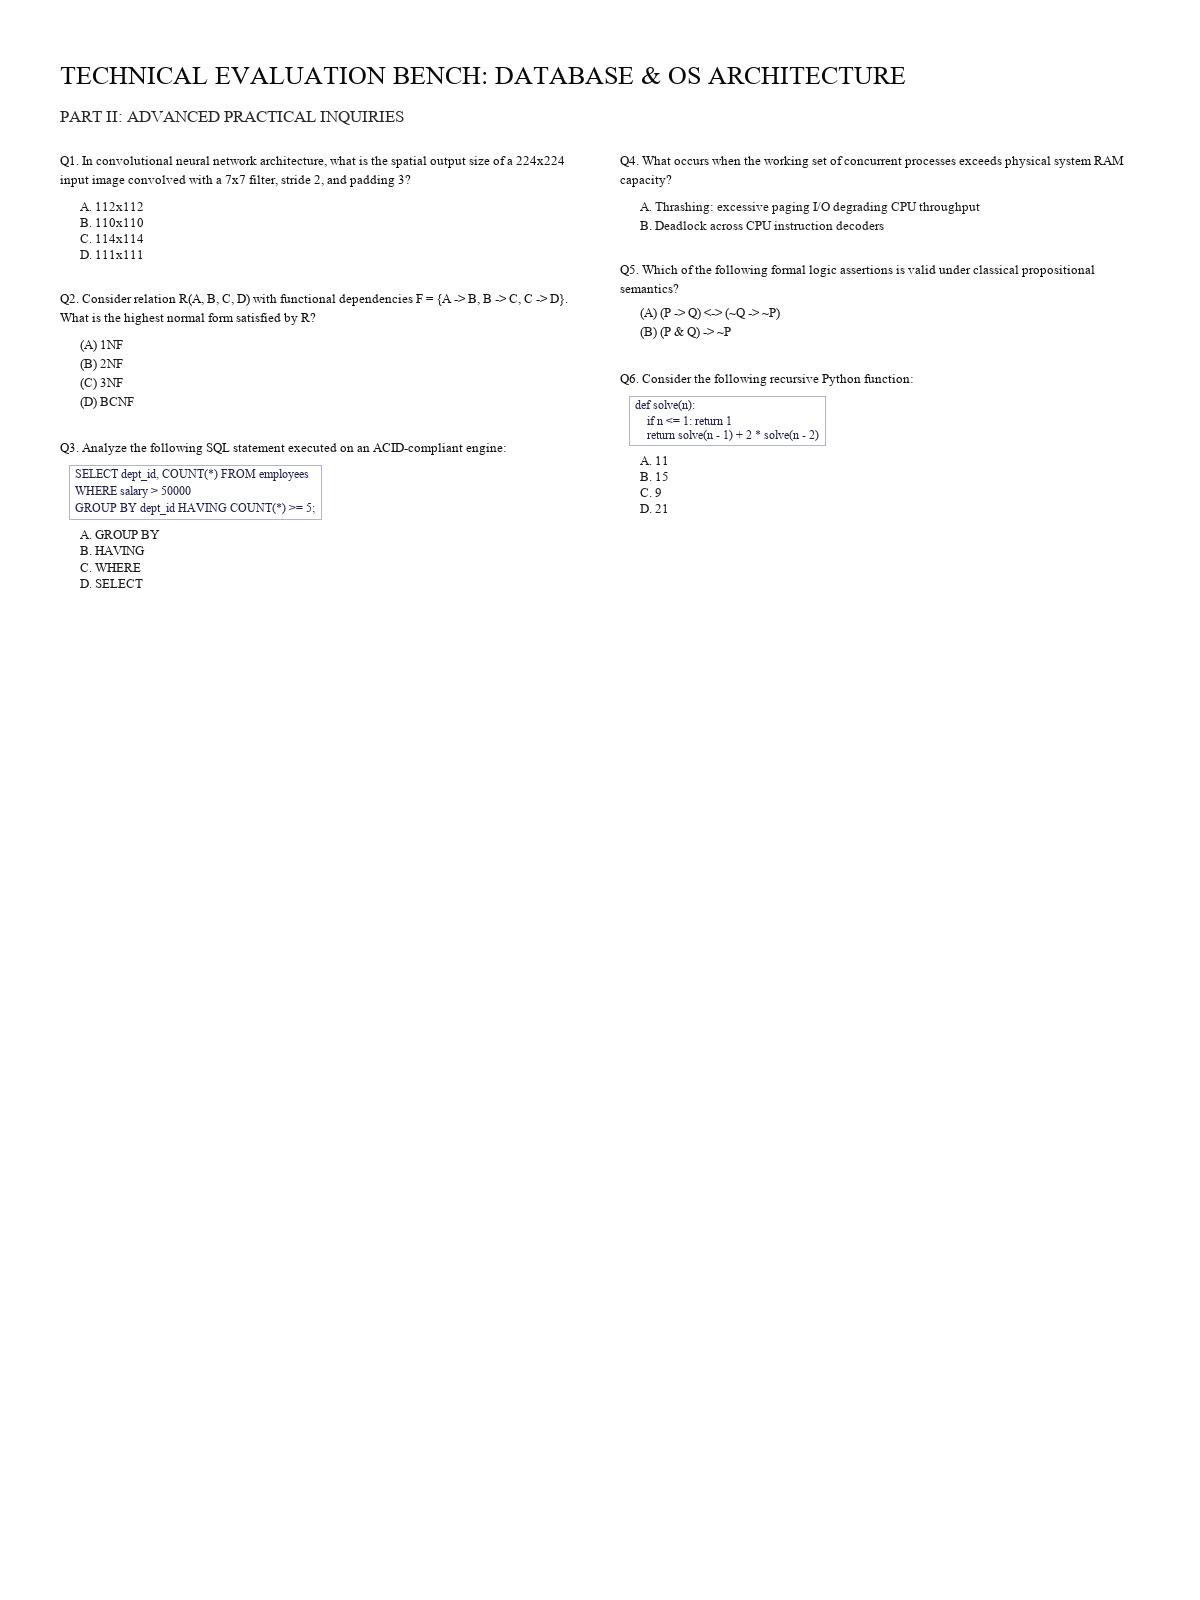 TECHNICAL EVALUATION BENCH: DATABASE & OS ARCHITECTURE
PART II: ADVANCED PRACTICAL INQUIRIES
Q1. In convolutional neural network architecture, what is the spatial output size of a 224x224
input image convolved with a 7x7 filter, stride 2, and padding 3?
A. 112x112
B. 110x110
C. 114x114
D. 111x111
Q2. Consider relation R(A, B, C, D) with functional dependencies F = {A -> B, B -> C, C -> D}.
What is the highest normal form satisfied by R?
(A) 1NF
(B) 2NF
(C) 3NF
(D) BCNF
Q3. Analyze the following SQL statement executed on an ACID-compliant engine:
SELECT dept_id, COUNT(*) FROM employees
WHERE salary > 50000
GROUP BY dept_id HAVING COUNT(*) >= 5;
A. GROUP BY
B. HAVING
C. WHERE
D. SELECT
Q4. What occurs when the working set of concurrent processes exceeds physical system RAM
capacity?
A. Thrashing: excessive paging I/O degrading CPU throughput
B. Deadlock across CPU instruction decoders
Q5. Which of the following formal logic assertions is valid under classical propositional
semantics?
(A) (P -> Q) <-> (~Q -> ~P)
(B) (P & Q) -> ~P
Q6. Consider the following recursive Python function:
def solve(n):
    if n <= 1: return 1
    return solve(n - 1) + 2 * solve(n - 2)
A. 11
B. 15
C. 9
D. 21